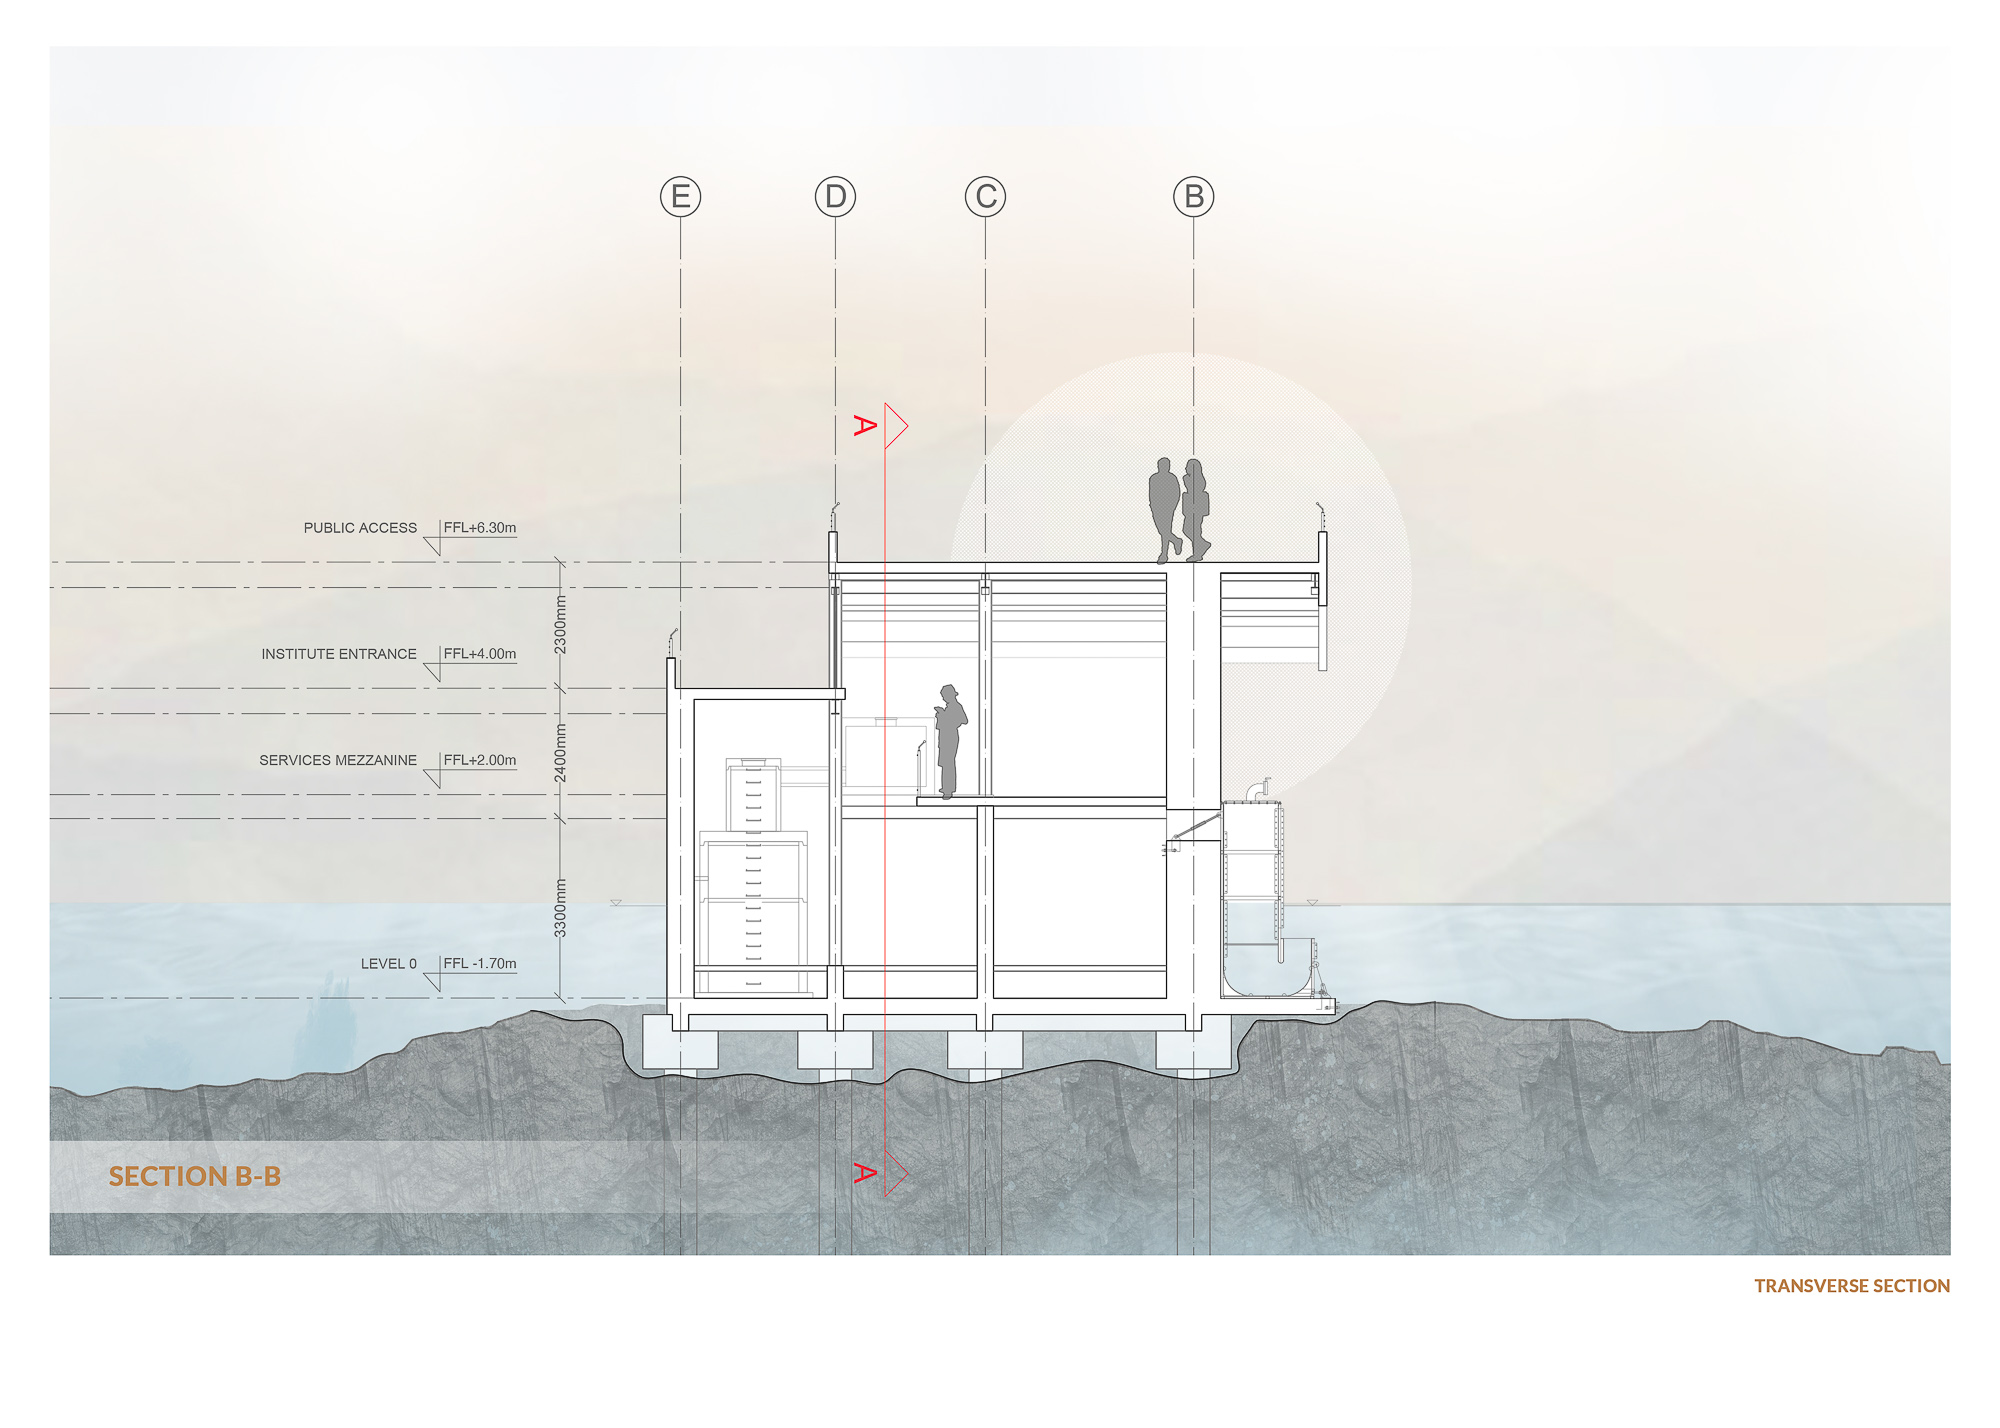 E D C B
A
PUBLIC ACCESS FFL+6.30m
2300mm
INSTITUTE ENTRANCE FFL+4.00m
2400mm
SERVICES MEZZANINE FFL+2.00m
3300mm
LEVEL 0 FFL -1.70m
A
SECTION B-B
TRANSVERSE SECTION